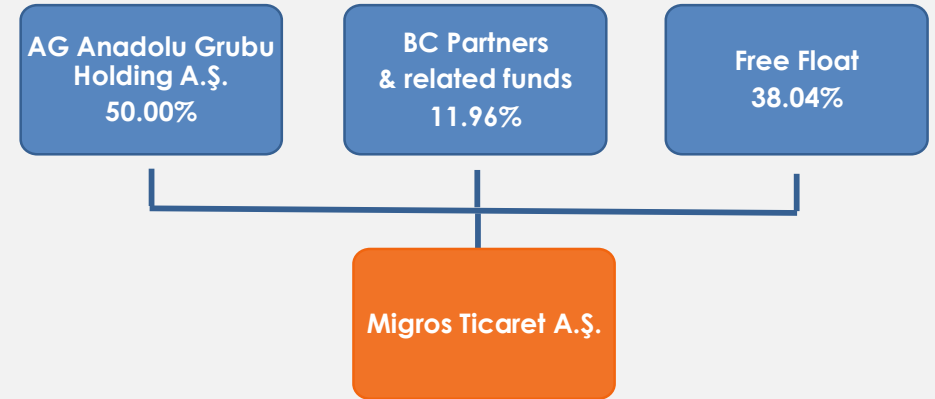 AG Anadolu Grubu
Holding A.Ş.
50.00%
BC Partners
& related funds
11.96%
Free Float
38.04%
Migros Ticaret A.Ş.